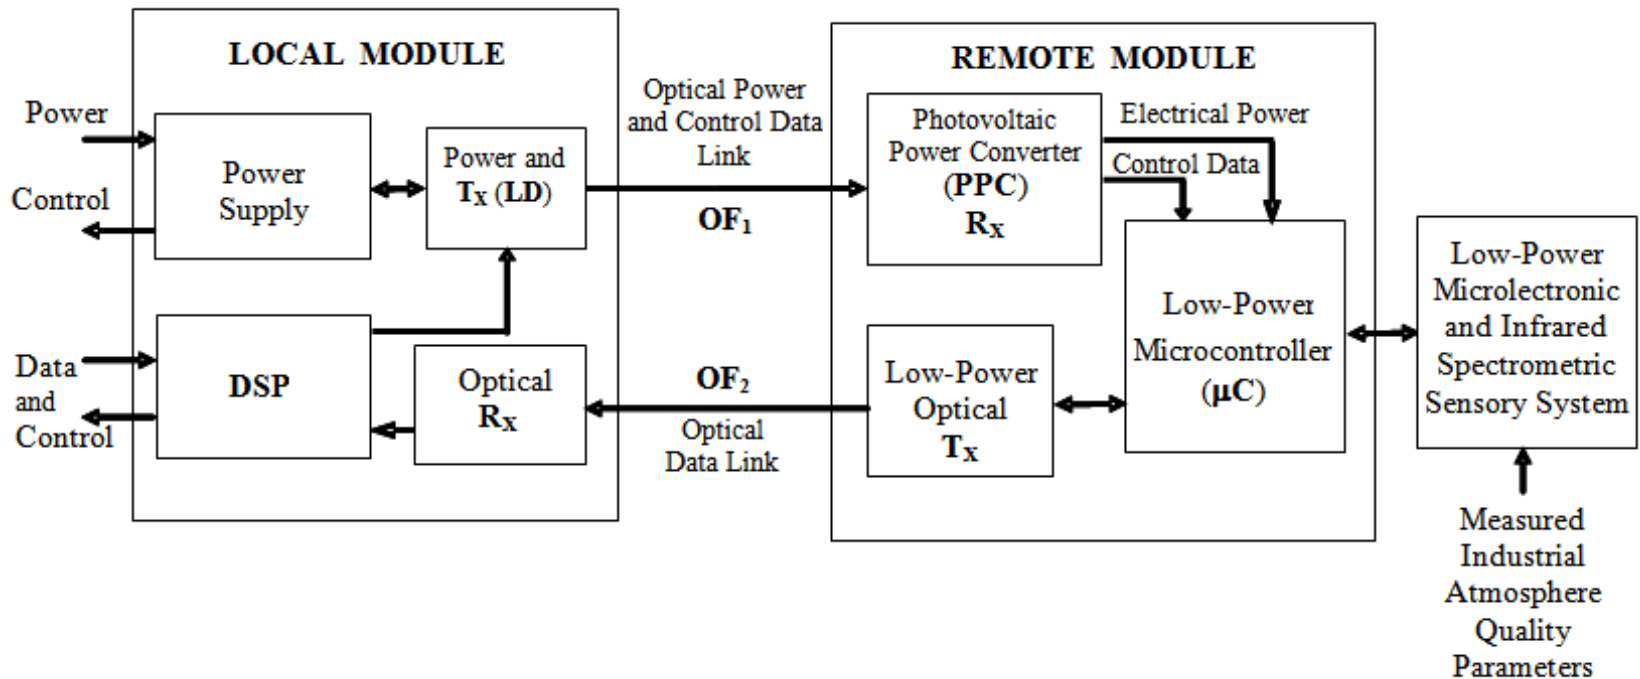 LOCAL MODULE
Power
Control
Power
Supply
Power and
TX (LD)
Data
and
Control
DSP
Optical
RX
Optical Power
and Control Data
Link
OF1
OF2
Optical
Data Link
REMOTE MODULE
Photovoltaic
Power Converter
(PPC)
RX
Electrical Power
Control Data
Low-Power
Optical
TX
Low-Power
Microcontroller
(µC)
Low-Power
Microlectronic
and Infrared
Spectrometric
Sensory System
Measured
Industrial
Atmosphere
Quality
Parameters